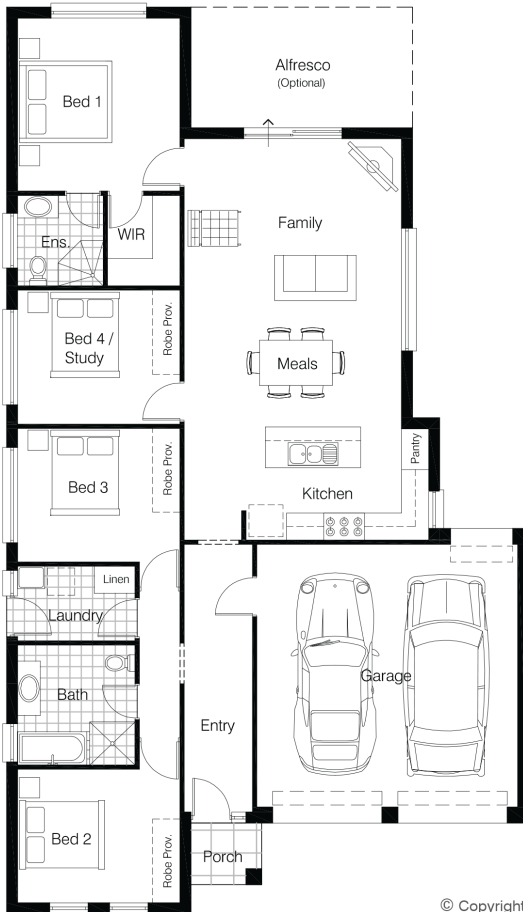 Alfresco
(Optional)
Bed 1
Family
WIR
Ens.
Bed 4 /
Study
Robe Prov.
Meals
Bed 3
Robe Prov.
Pantry
Kitchen
Linen
Laundry
Garage
Bath
Entry
Bed 2
Robe Prov.
Porch
© Copyright